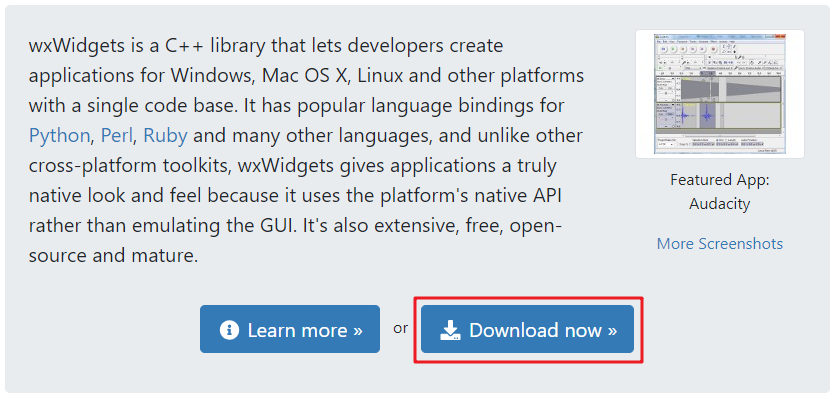 wxWidgets is a C++ library that lets developers create
applications for Windows, Mac OS X, Linux and other platforms
with a single code base. It has popular language bindings for
Python, Perl, Ruby and many other languages, and unlike other
cross-platform toolkits, wxWidgets gives applications a truly
native look and feel because it uses the platform's native API
rather than emulating the GUI. It's also extensive, free, open-
source and mature.
Featured App:
Audacity
More Screenshots
Learn more »
or
Download now »